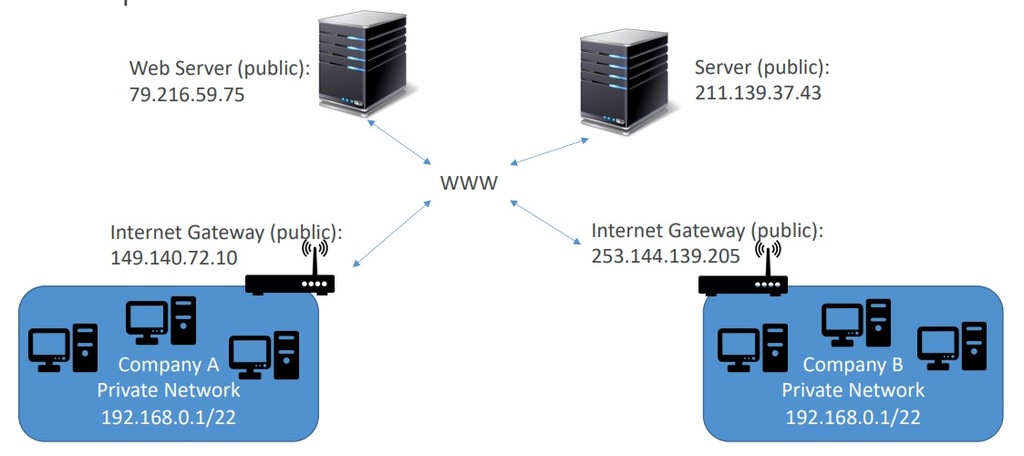 Web Server (public):
79.216.59.75
Server (public):
211.139.37.43
WWW
Internet Gateway (public):
149.140.72.10
Internet Gateway (public):
253.144.139.205
Company A
Private Network
192.168.0.1/22
Company B
Private Network
192.168.0.1/22